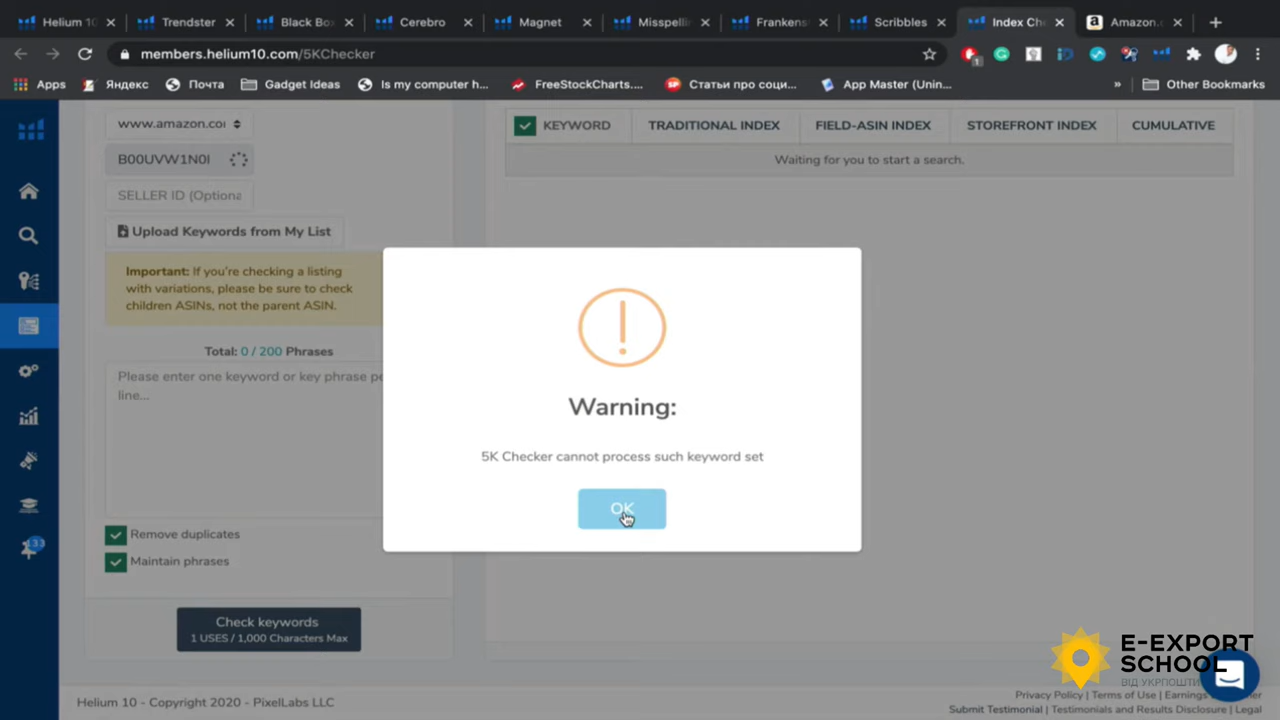 Helium 10
Trendster
Black Bo
Cerebro
Magnet
Misspelli
Frankens
Scribbles
Index Che
Amazon.c
members.helium10.com/5KChecker
1
Apps
Яндекс
Почта
Gadget Ideas
Is my computer h...
FreeStockCharts....
SP
Статьи про соци...
App Master (Unin...
»
Other Bookmarks
www.amazon.co
B00UVW1N0I
SELLER ID (Optiona
Upload Keywords from My List
Important: If you're checking a listing
with variations, please be sure to check
children ASINs, not the parent ASIN.
Total: 0 / 200 Phrases
Please enter one keyword or key phrase pe
line...
Remove duplicates
Maintain phrases
Check keywords
1 USES / 1,000 Characters Max
133
KEYWORD
TRADITIONAL INDEX
FIELD-ASIN INDEX
STOREFRONT INDEX
CUMULATIVE
Waiting for you to start a search.
Warning:
5K Checker cannot process such keyword set
OK
E-EXPORT
SCHOOL
ВІД УКРПОШТИ
Helium 10 - Copyright 2020 - PixelLabs LLC
Privacy Policy | Terms of Use | Earnings
Submit Testimonial | Testimonials and Results Disclosure | Legal